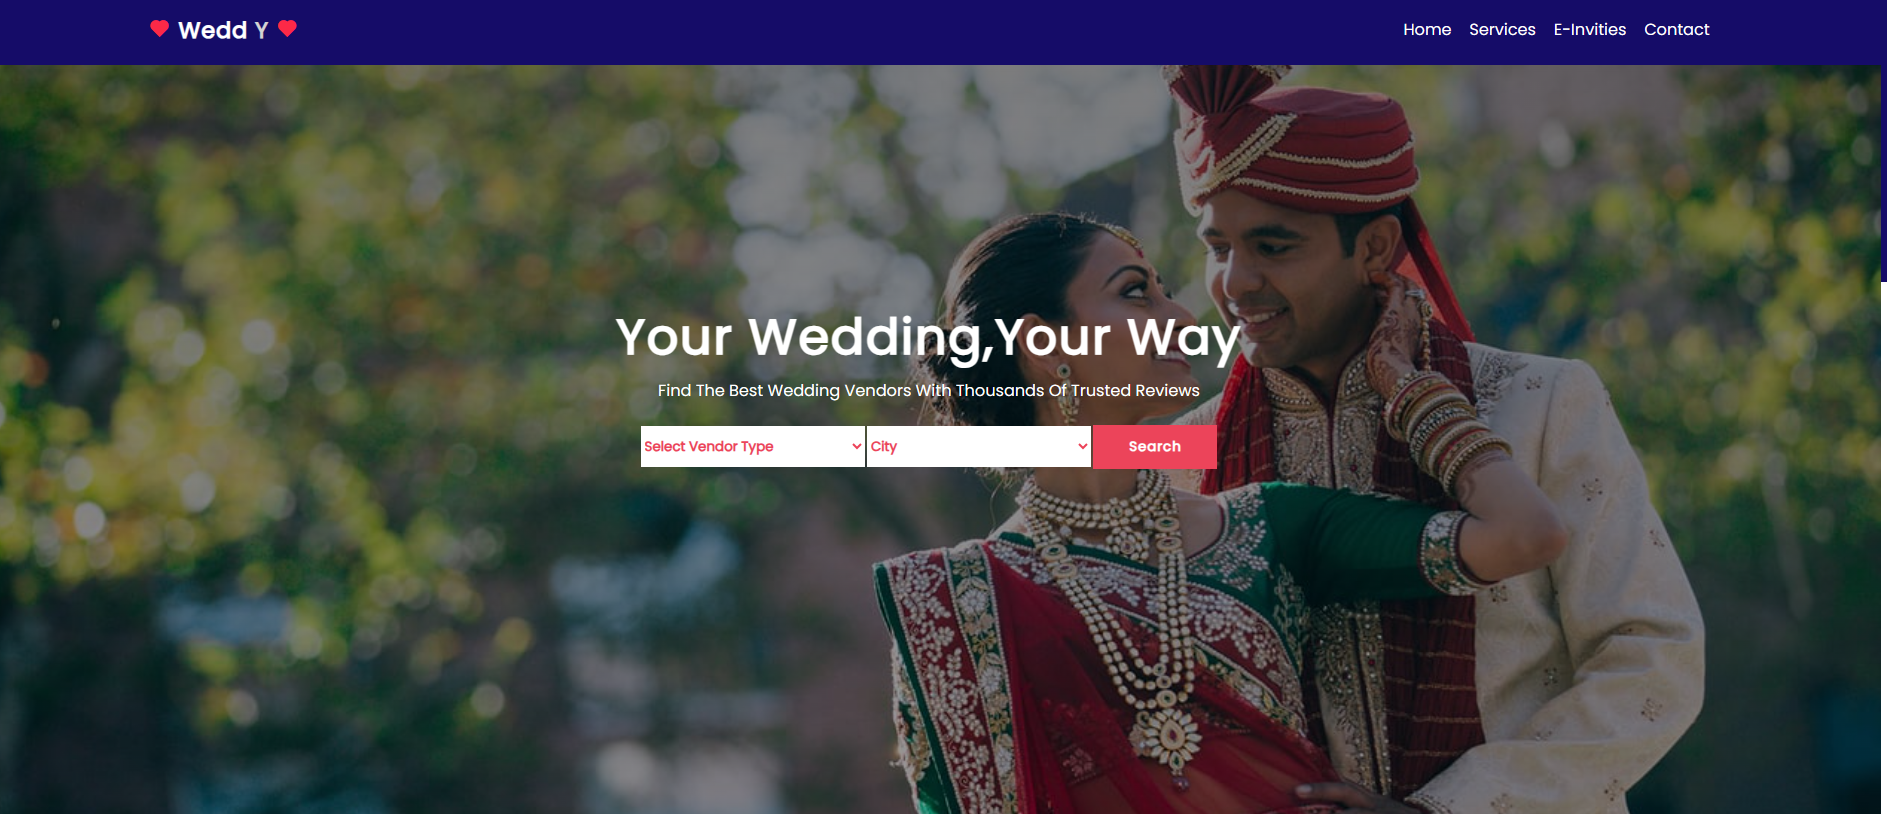 Wedd Y
Home Services E-Invities Contact
Your Wedding,Your Way
Find The Best Wedding Vendors With Thousands Of Trusted Reviews
Select Vendor Type City Search